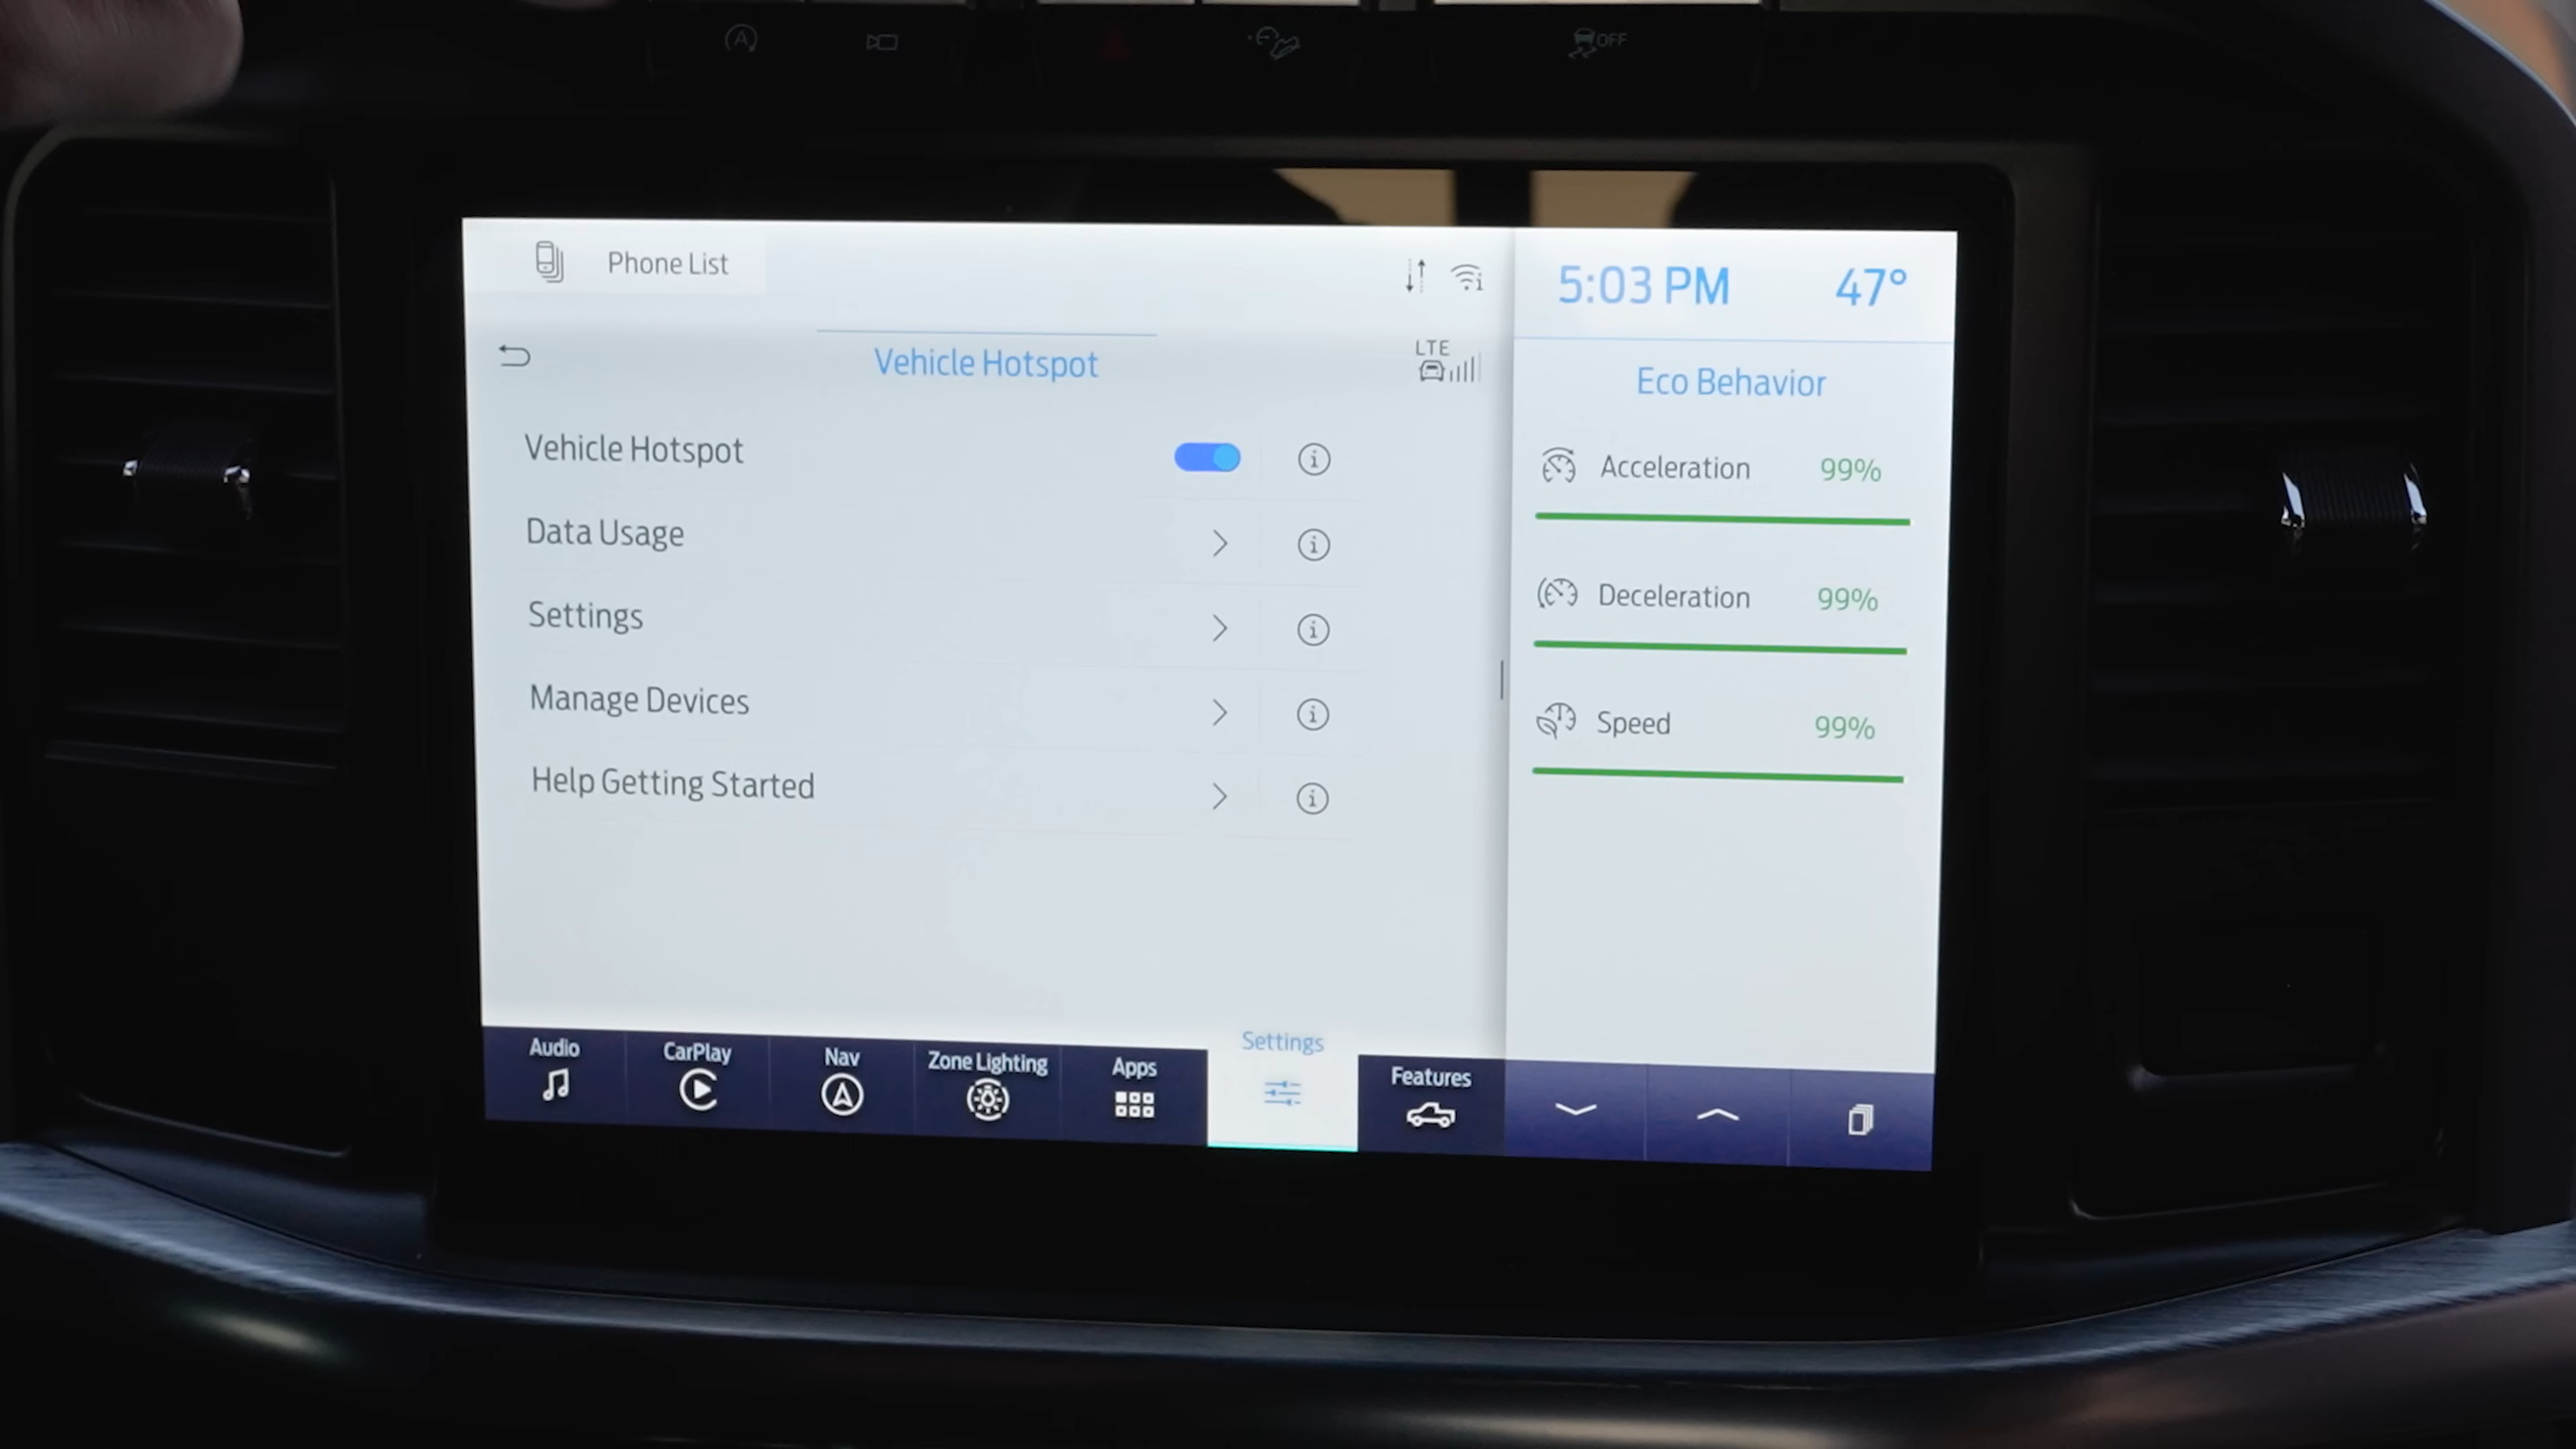 A
OFF
Phone List
5:03 PM
47°
Vehicle Hotspot
LTE
Eco Behavior
Vehicle Hotspot
Data Usage
Settings
Manage Devices
Help Getting Started
Acceleration 99%
Deceleration 99%
Speed 99%
Audio
CarPlay
Nav
Zone Lighting
Apps
Settings
Features